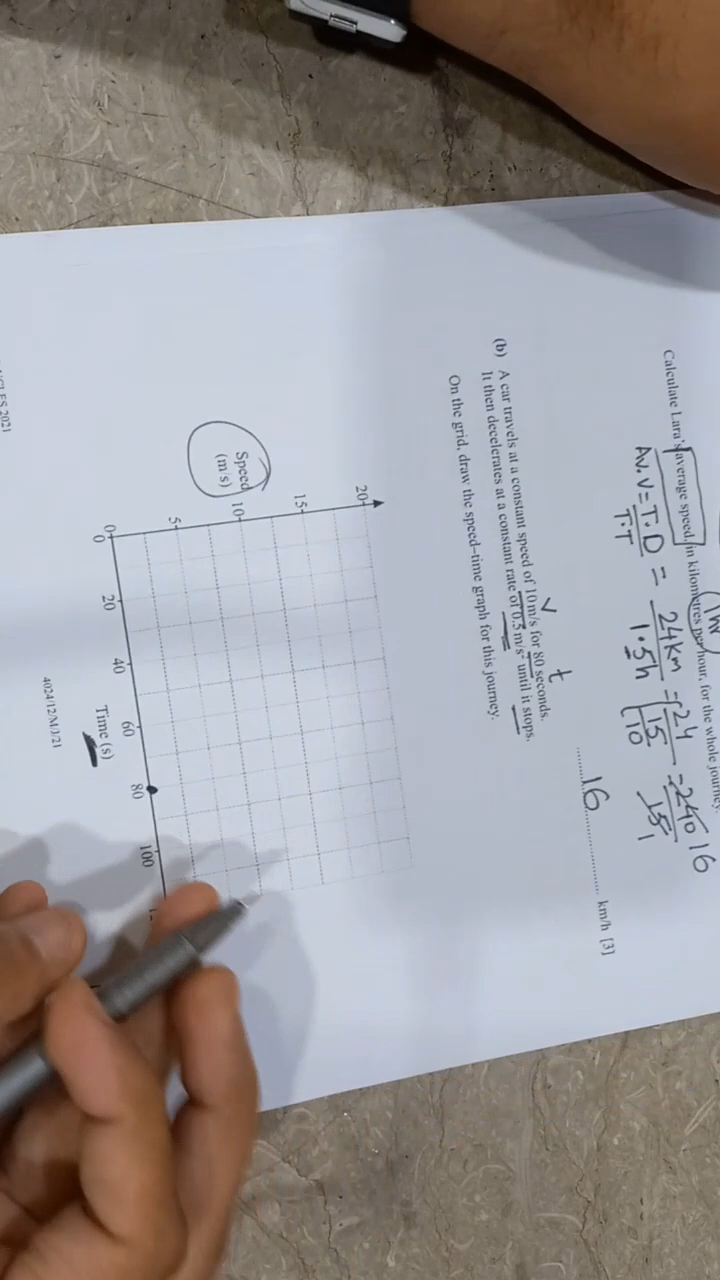 Calculate Lara's average speed, in kilometres per hour, for the whole journey.
Av. V = T.D / T.T = 24km / 1.5h = 24 / 15/10 = 240 / 15 16
1
16 km/h [3]
(b) A car travels at a constant speed of 10 m/s for 80 seconds.
V t
It then decelerates at a constant rate of 0.5 m/s² until it stops.
On the grid, draw the speed–time graph for this journey.
20
15
Speed
(m/s)
10
5
0
0 20 40 60 80 100
Time (s)
4024/12/M/J/21